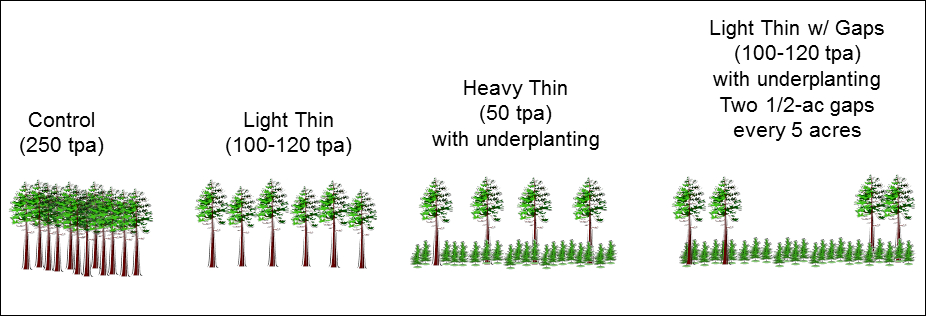 Control
(250 tpa)
Light Thin
(100-120 tpa)
Heavy Thin
(50 tpa)
with underplanting
Light Thin w/ Gaps
(100-120 tpa)
with underplanting
Two 1/2-ac gaps
every 5 acres